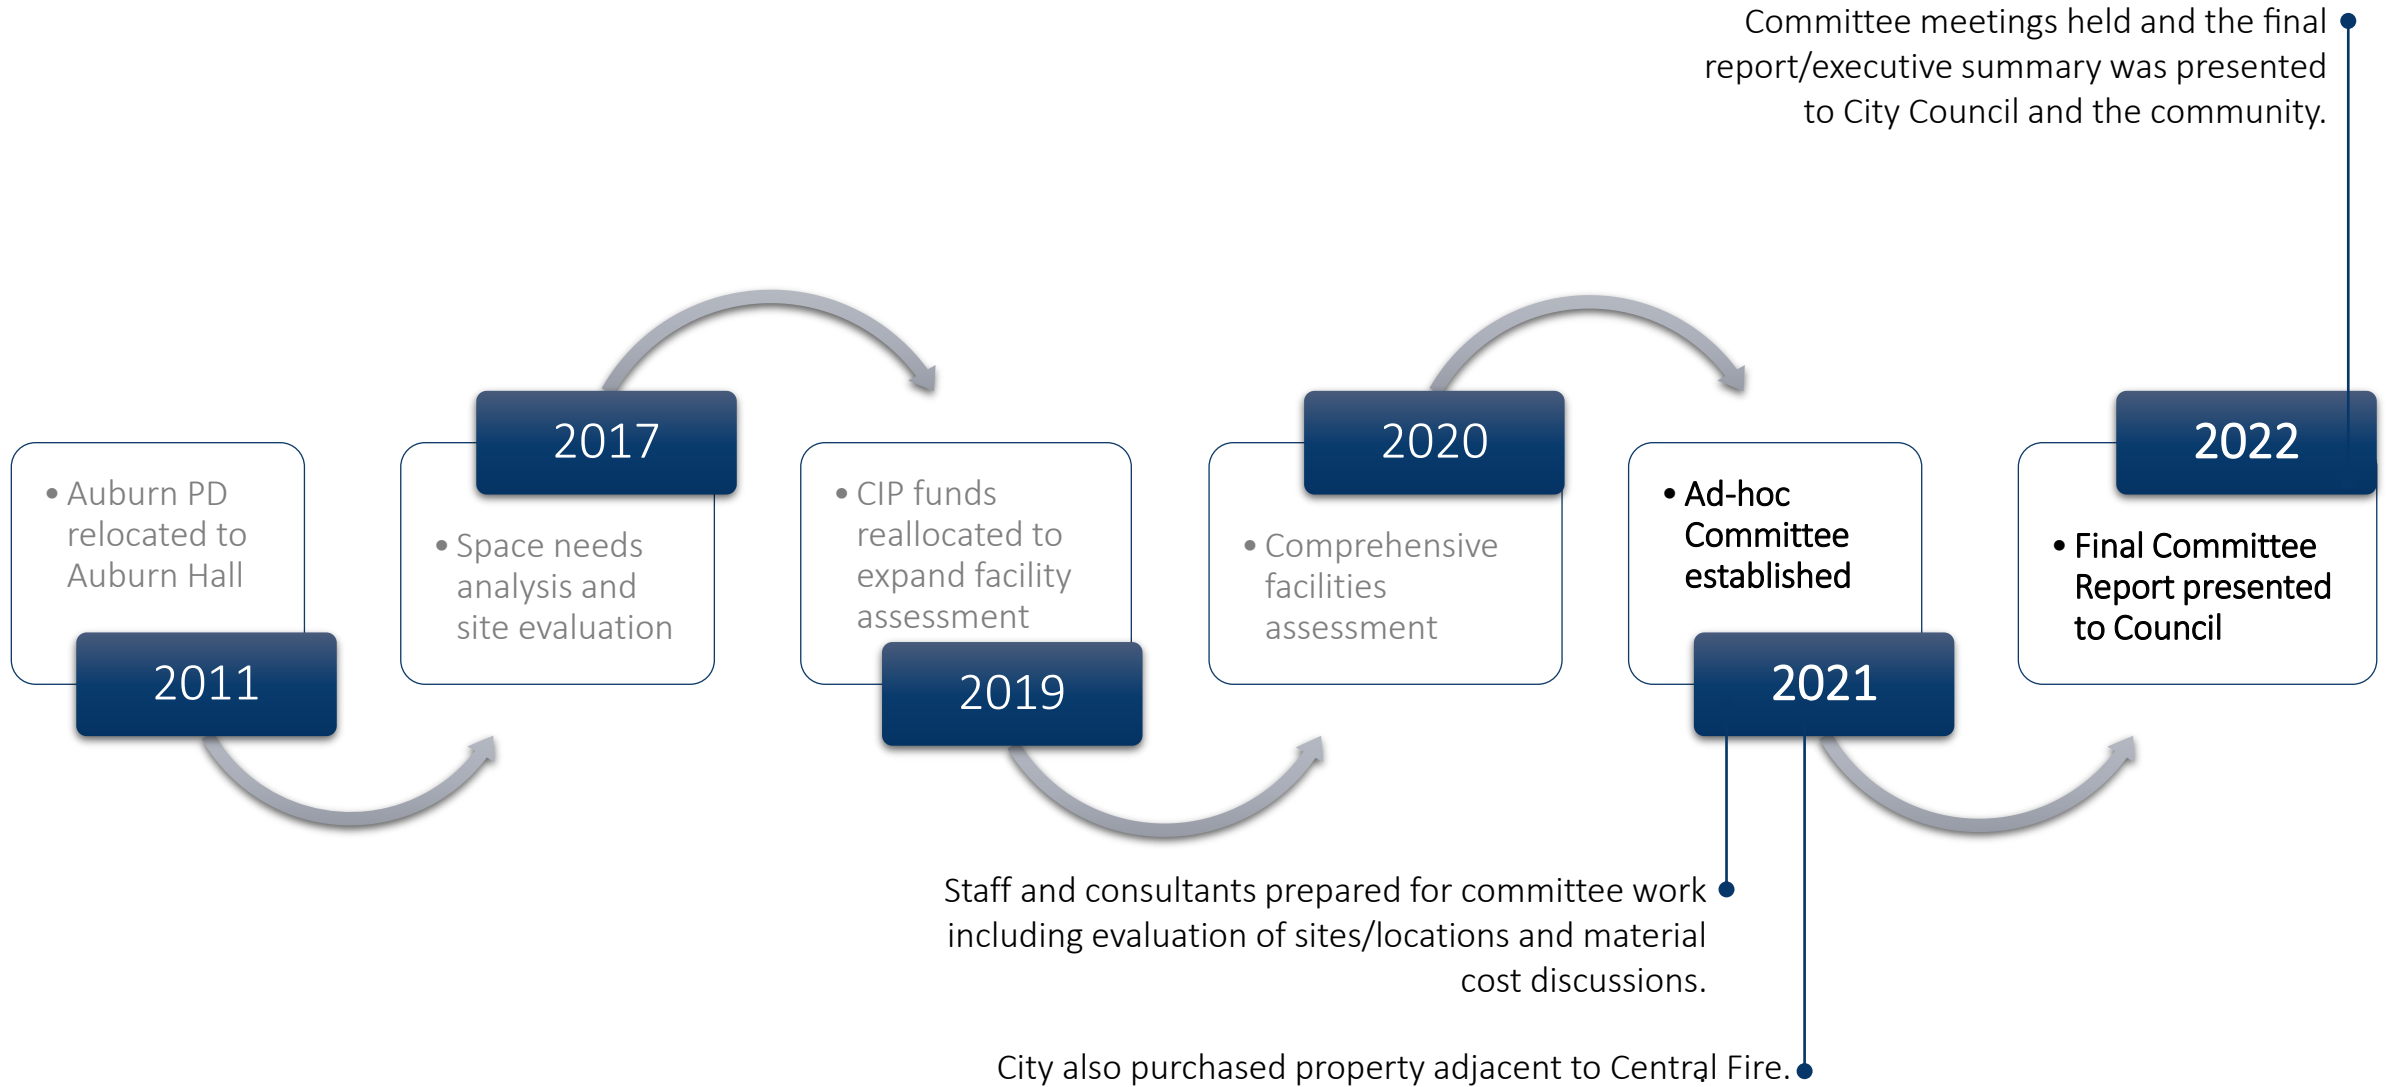 Committee meetings held and the final
report/executive summary was presented
to City Council and the community.
• Auburn PD
relocated to
Auburn Hall
2011
2017
• Space needs
analysis and
site evaluation
• CIP funds
reallocated to
expand facility
assessment
2019
2020
• Comprehensive
facilities
assessment
• Ad-hoc
Committee
established
2021
2022
• Final Committee
Report presented
to Council
Staff and consultants prepared for committee work
including evaluation of sites/locations and material
cost discussions.
City also purchased property adjacent to Central Fire.